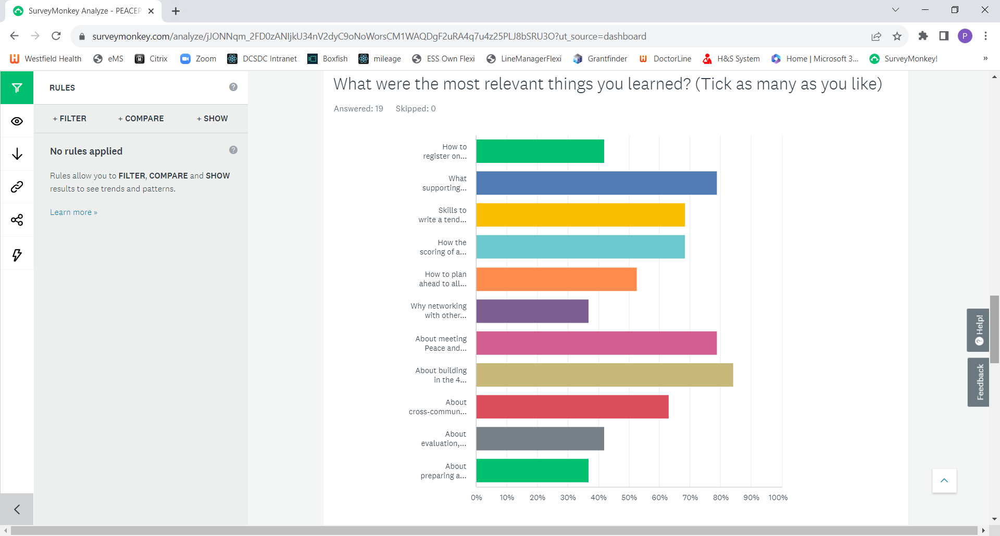 SurveyMonkey Analyze - PEACEP
surveymonkey.com/analyze/jJONNqm_2FD0zANIjkU34nV2dyC9oNoWorsCM1WAQDgF2uRA4q7u4z25PLJ8bSRU3O?ut_source=dashboard
P
Westfield Health eMS Citrix Zoom DCSDC Intranet Boxfish mileage ESS Own Flexi LineManagerFlexi Grantfinder DoctorLine H&S System Home | Microsoft 3... SurveyMonkey! »
RULES ?
+ FILTER + COMPARE + SHOW
No rules applied ?
Rules allow you to FILTER, COMPARE and SHOW
results to see trends and patterns.
Learn more »
What were the most relevant things you learned? (Tick as many as you like)
Answered: 19 Skipped: 0
How to
register on...
What
supporting...
Skills to
write a tend...
How the
scoring of a...
How to plan
ahead to all...
Why networking
with other...
About meeting
Peace and...
About building
in the 4...
About
cross-commun...
About
evaluation,...
About
preparing a...
0% 10% 20% 30% 40% 50% 60% 70% 80% 90% 100%
? Help!
Feedback